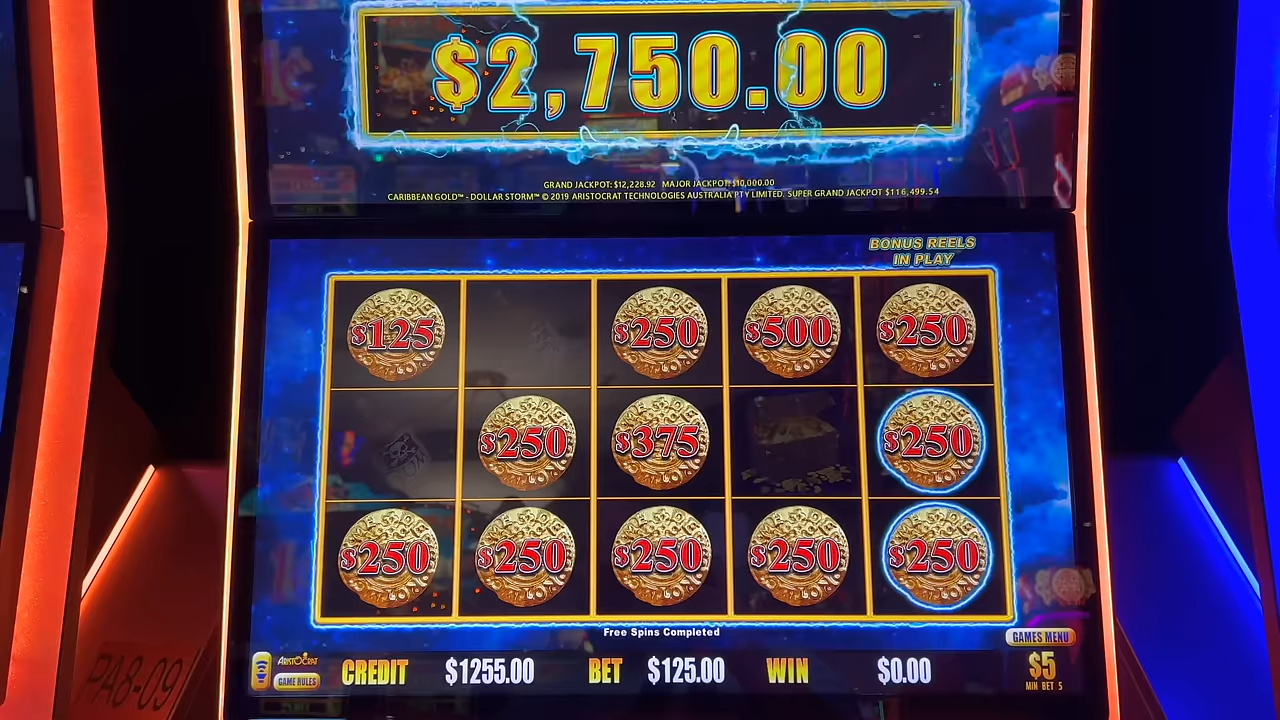 $2,750.00
GRAND JACKPOT: $12,228.92 MAJOR JACKPOT: $10,000.00
CARIBBEAN GOLD™ - DOLLAR STORM™ © 2019 ARISTOCRAT TECHNOLOGIES AUSTRALIA PTY LIMITED. SUPER GRAND JACKPOT $116,499.54
BONUS REELS
IN PLAY
$125 $250 $500 $250
$250 $375 $250
$250 $250 $250 $250 $250
Free Spins Completed
GAMES MENU
ARISTOCRAT
GAME RULES
CREDIT $1255.00 BET $125.00 WIN $0.00
$5
MIN BET 5
PA8-09